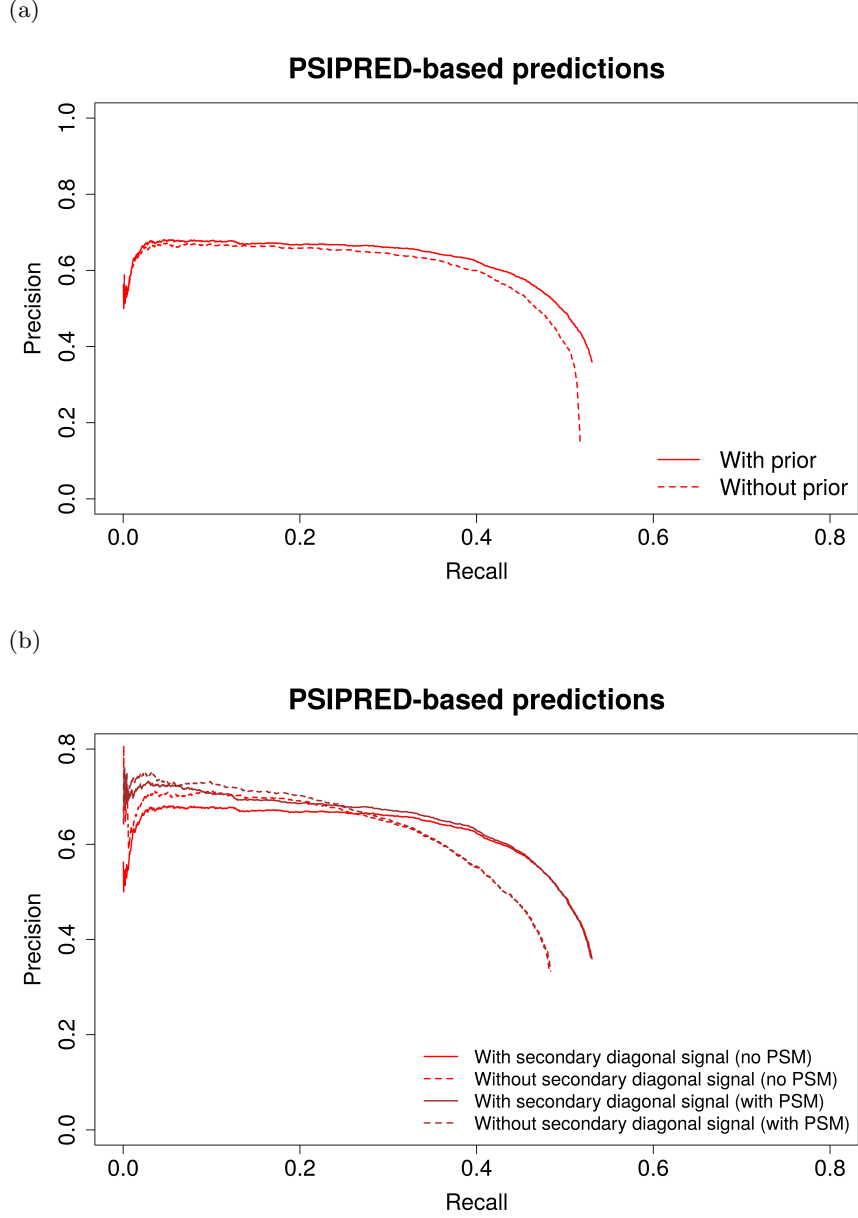 (a)
PSIPRED-based predictions
Precision
1.0
0.8
0.6
0.4
0.2
0.0
With prior
Without prior
0.0 0.2 0.4 0.6 0.8
Recall
(b)
PSIPRED-based predictions
Precision
0.8
0.6
0.4
0.2
0.0
With secondary diagonal signal (no PSM)
Without secondary diagonal signal (no PSM)
With secondary diagonal signal (with PSM)
Without secondary diagonal signal (with PSM)
0.0 0.2 0.4 0.6 0.8
Recall